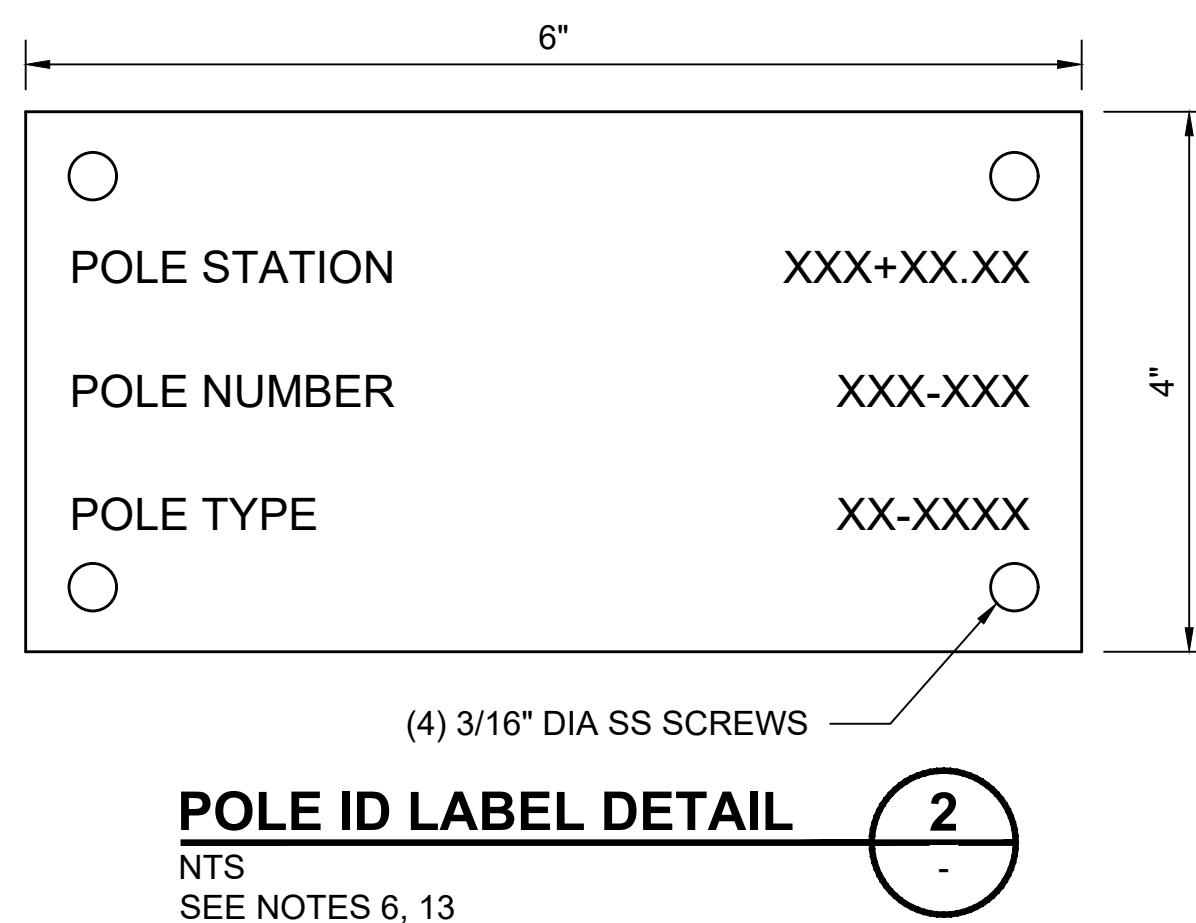 6"
POLE STATION XXX+XX.XX
POLE NUMBER XXX-XXX
4"
POLE TYPE XX-XXXX
(4) 3/16" DIA SS SCREWS
POLE ID LABEL DETAIL 2
NTS -
SEE NOTES 6, 13